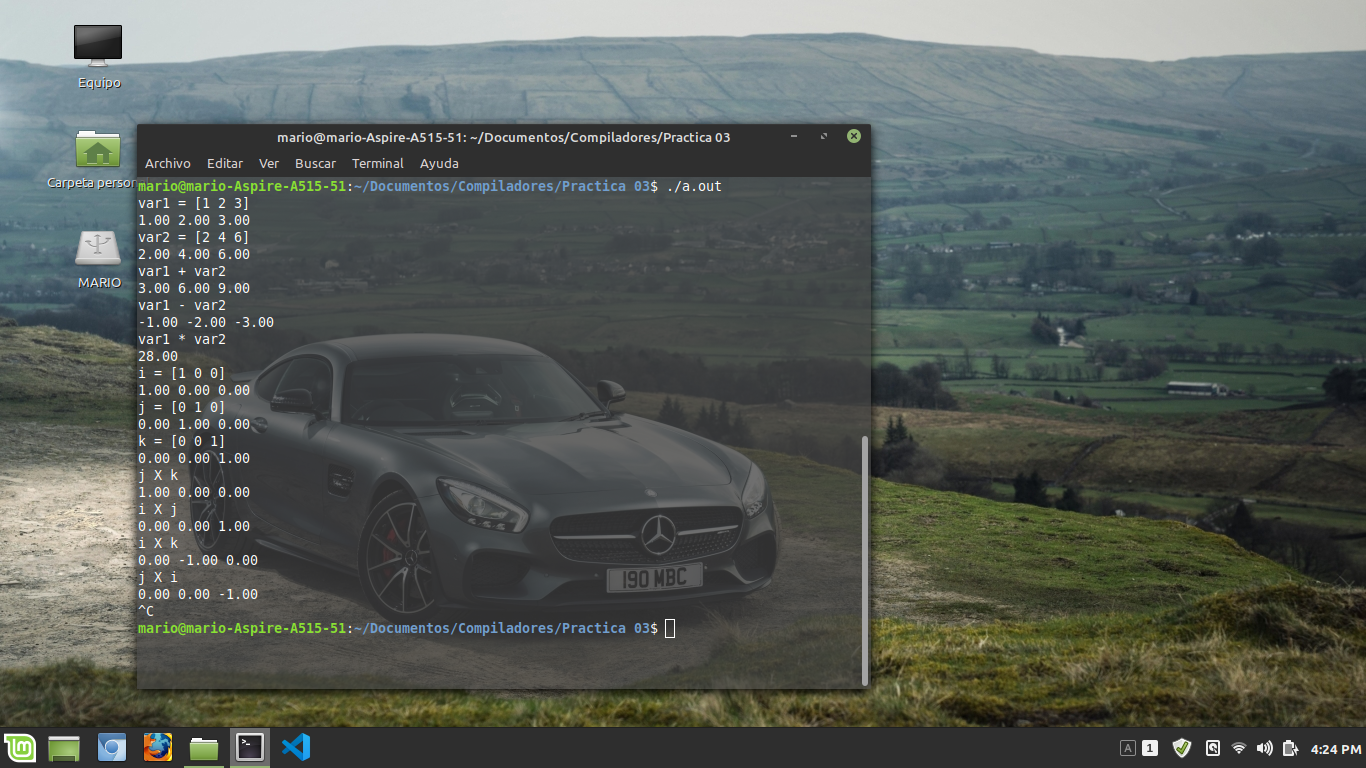 Equipo
Carpeta person
MARIO
mario@mario-Aspire-A515-51: ~/Documentos/Compiladores/Practica 03
Archivo Editar Ver Buscar Terminal Ayuda
mario@mario-Aspire-A515-51:~/Documentos/Compiladores/Practica 03$ ./a.out
var1 = [1 2 3]
1.00 2.00 3.00
var2 = [2 4 6]
2.00 4.00 6.00
var1 + var2
3.00 6.00 9.00
var1 - var2
-1.00 -2.00 -3.00
var1 * var2
28.00
i = [1 0 0]
1.00 0.00 0.00
j = [0 1 0]
0.00 1.00 0.00
k = [0 0 1]
0.00 0.00 1.00
j X k
1.00 0.00 0.00
i X j
0.00 0.00 1.00
i X k
0.00 -1.00 0.00
j X i
0.00 0.00 -1.00
^C
mario@mario-Aspire-A515-51:~/Documentos/Compiladores/Practica 03$
190 MBC
A 1 4:24 PM